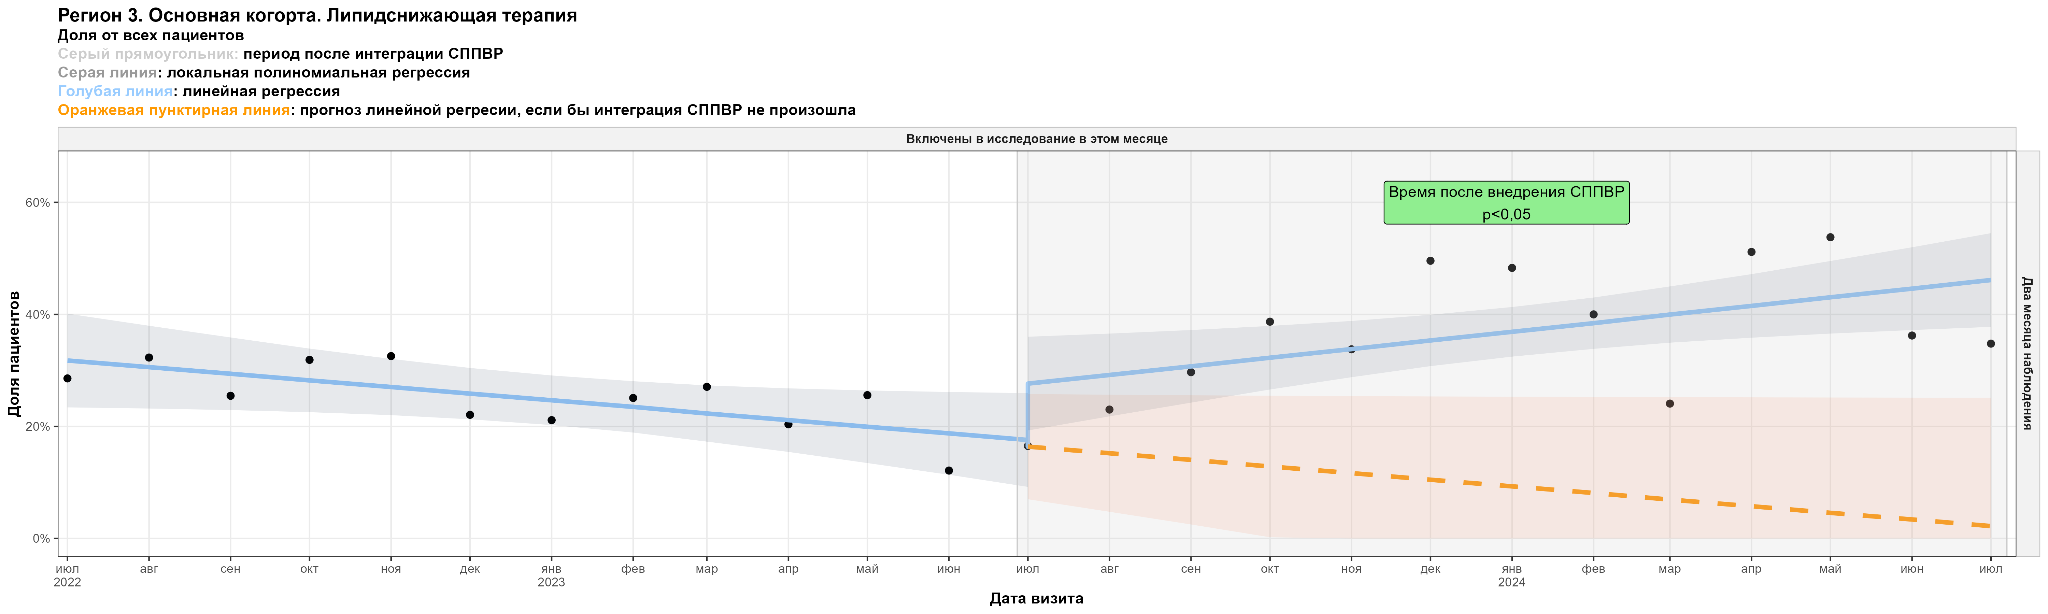 Регион 3. Основная когорта. Липидснижающая терапия
Доля от всех пациентов
Серый прямоугольник: период после интеграции СППВР
Серая линия: локальная полиномиальная регрессия
Голубая линия: линейная регрессия
Оранжевая пунктирная линия: прогноз линейной регресии, если бы интеграция СППВР не произошла
Включены в исследование в этом месяце
Время после внедрения СППВР
p<0,05
60%
40%
20%
0%
Доля пациентов
Два месяца наблюдения
июл авг сен окт ноя дек янв фев мар апр май июн июл авг сен окт ноя дек янв фев мар апр май июн июл
2022 2023 2024
Дата визита